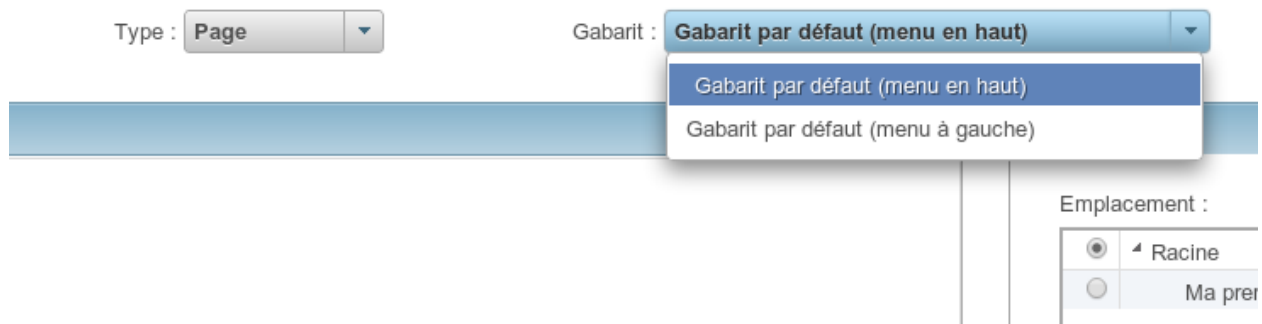 Type : Page Gabarit : Gabarit par défaut (menu en haut)
Gabarit par défaut (menu en haut)
Gabarit par défaut (menu à gauche)
Emplacement :
Racine
Ma